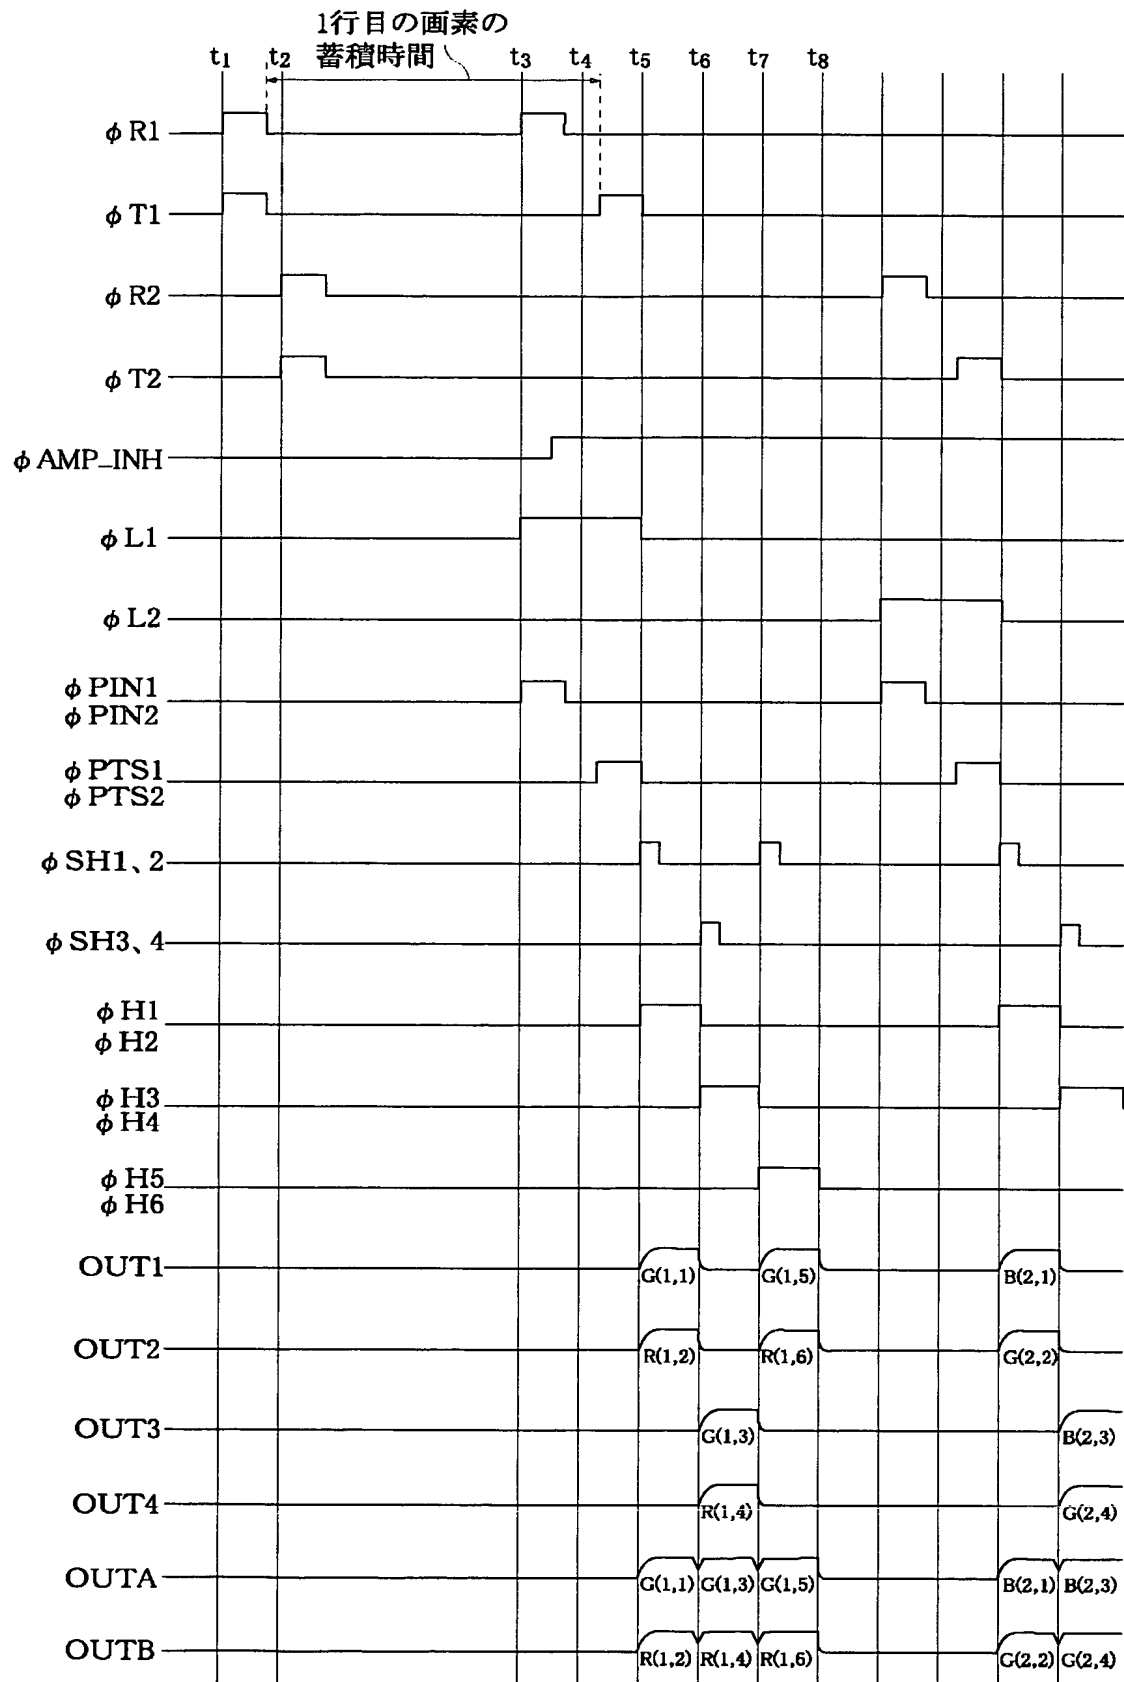 1行目の画素の
蓄積時間
t1 t2 t3 t4 t5 t6 t7 t8
φR1
φT1
φR2
φT2
φAMP_INH
φL1
φL2
φPIN1
φPIN2
φPTS1
φPTS2
φSH1、2
φSH3、4
φH1
φH2
φH3
φH4
φH5
φH6
OUT1 G(1,1) G(1,5) B(2,1)
OUT2 R(1,2) R(1,6) G(2,2)
OUT3 G(1,3) B(2,3)
OUT4 R(1,4) G(2,4)
OUTA G(1,1) G(1,3) G(1,5) B(2,1) B(2,3)
OUTB R(1,2) R(1,4) R(1,6) G(2,2) G(2,4)